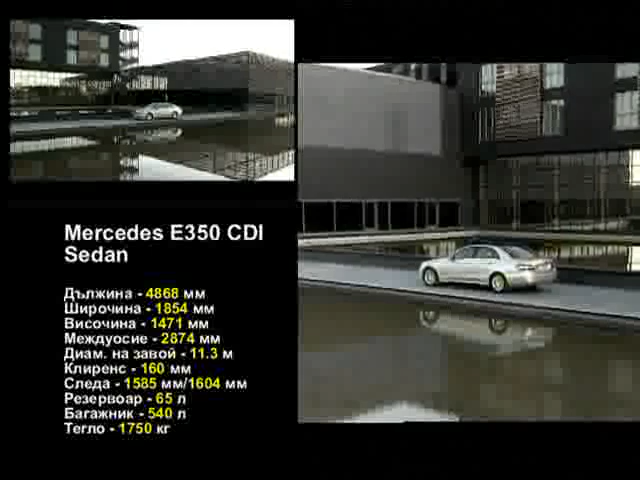 Mercedes E350 CDI
Sedan
Дължина - 4868 мм
Широчина - 1854 мм
Височина - 1471 мм
Междуосие - 2874 мм
Диам. на завой - 11.3 м
Клиренс - 160 мм
Следа - 1585 мм/1604 мм
Резервоар - 65 л
Багажник - 540 л
Тегло - 1750 кг